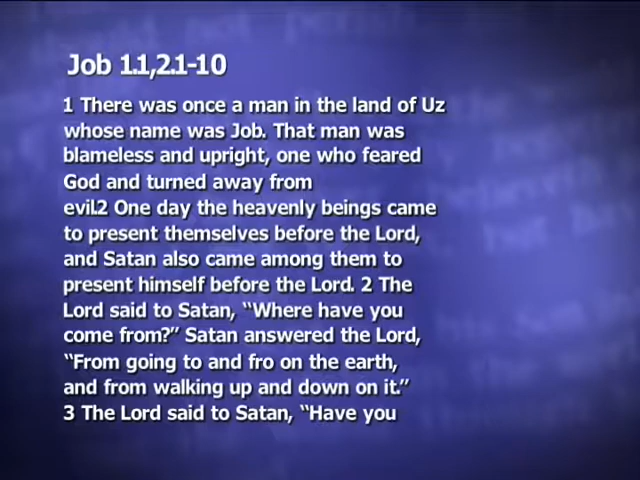 Job 1.1,2.1-10
1 There was once a man in the land of Uz
whose name was Job. That man was
blameless and upright, one who feared
God and turned away from
evil.2 One day the heavenly beings came
to present themselves before the Lord,
and Satan also came among them to
present himself before the Lord. 2 The
Lord said to Satan, “Where have you
come from?” Satan answered the Lord,
“From going to and fro on the earth,
and from walking up and down on it.”
3 The Lord said to Satan, “Have you